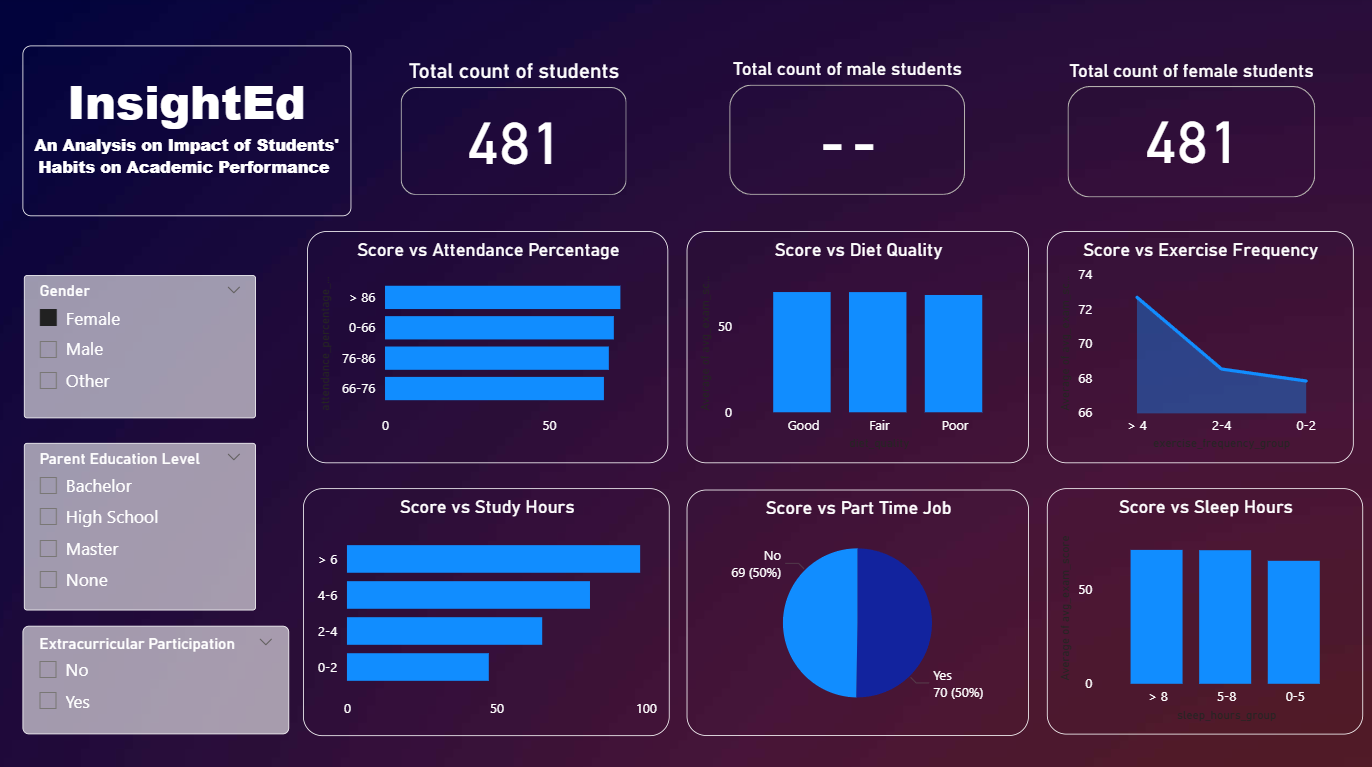 InsightEd
An Analysis on Impact of Students'
Habits on Academic Performance
Total count of students
481
Total count of male students
--
Total count of female students
481
Gender
Female
Male
Other
Parent Education Level
Bachelor
High School
Master
None
Extracurricular Participation
No
Yes
Score vs Attendance Percentage
> 86
0-66
76-86
66-76
0
50
Score vs Diet Quality
50
0
Good
Fair
Poor
Score vs Exercise Frequency
74
72
70
68
66
> 4
2-4
0-2
Score vs Study Hours
> 6
4-6
2-4
0-2
0
50
100
Score vs Part Time Job
No
69 (50%)
Yes
70 (50%)
Score vs Sleep Hours
50
0
> 8
5-8
0-5
sleep_hours_group